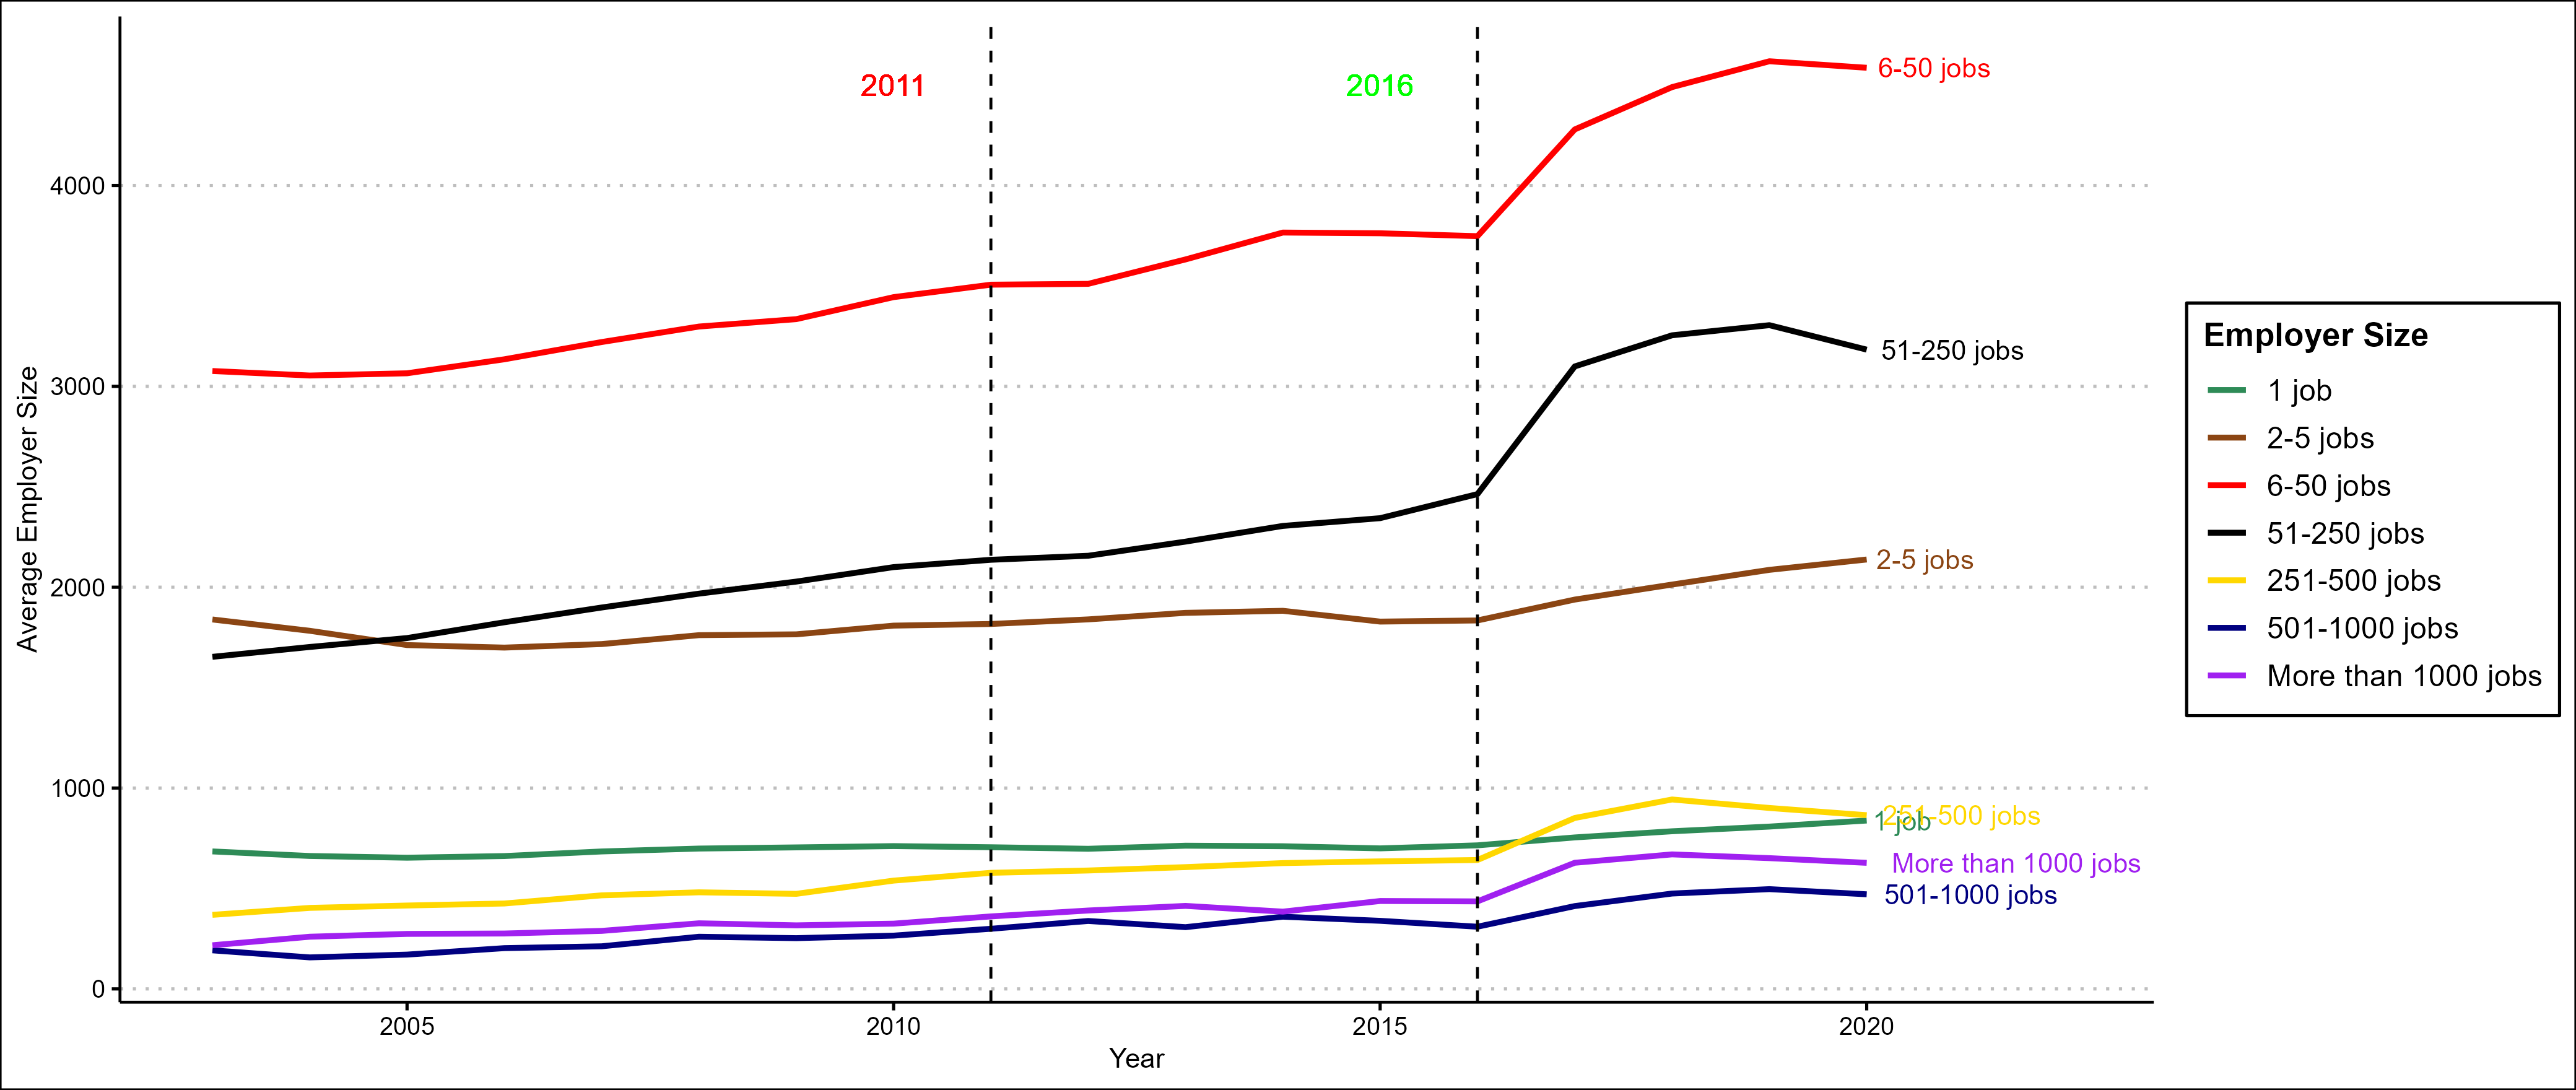 2011
2016
6-50 jobs
51-250 jobs
2-5 jobs
251-500 jobs
1 job
More than 1000 jobs
501-1000 jobs
4000
3000
2000
1000
0
Average Employer Size
2005
2010
2015
2020
Year
Employer Size
1 job
2-5 jobs
6-50 jobs
51-250 jobs
251-500 jobs
501-1000 jobs
More than 1000 jobs